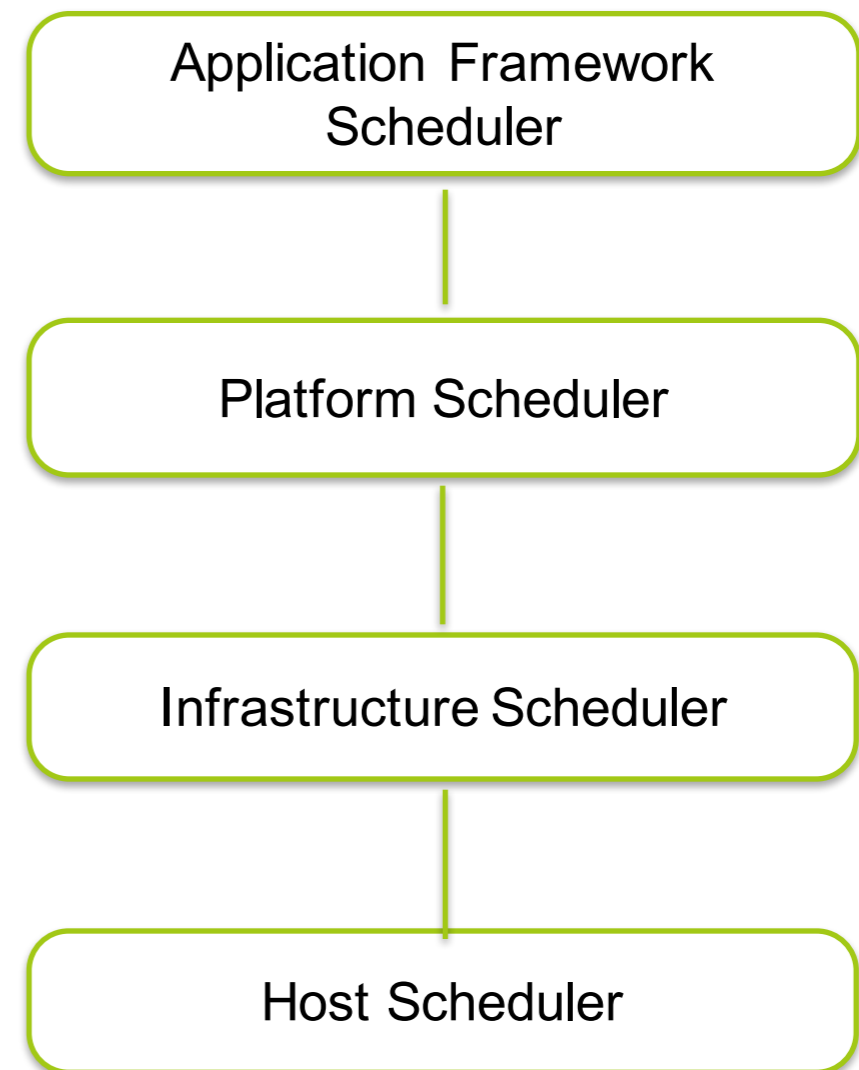 Application Framework
Scheduler
Platform Scheduler
Infrastructure Scheduler
Host Scheduler